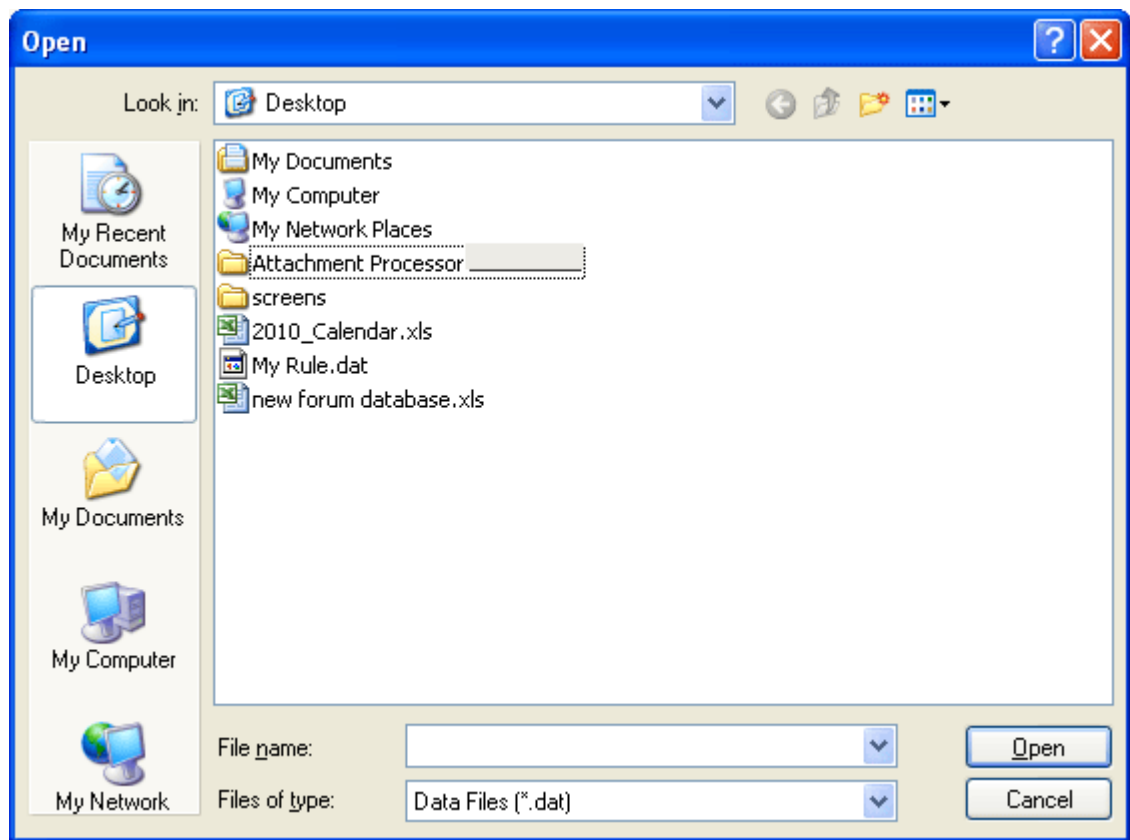 Open
Look in:
Desktop
My Documents
My Computer
My Network Places
Attachment Processor
screens
2010_Calendar.xls
My Rule.dat
new forum database.xls
My Recent
Documents
Desktop
My Documents
My Computer
My Network
File name:
Open
Files of type:
Data Files (*.dat)
Cancel